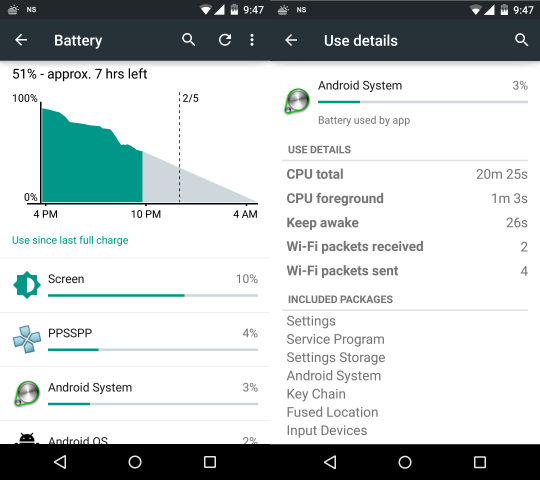 NS
9:47
Battery
51% - approx. 7 hrs left
100%
2/5
0%
4 PM
10 PM
4 AM
Use since last full charge
Screen
10%
PPSSPP
4%
Android System
3%
Android OS
2%
NS
9:47
Use details
Android System
3%
Battery used by app
USE DETAILS
CPU total
20m 25s
CPU foreground
1m 3s
Keep awake
26s
Wi-Fi packets received
2
Wi-Fi packets sent
4
INCLUDED PACKAGES
Settings
Service Program
Settings Storage
Android System
Key Chain
Fused Location
Input Devices